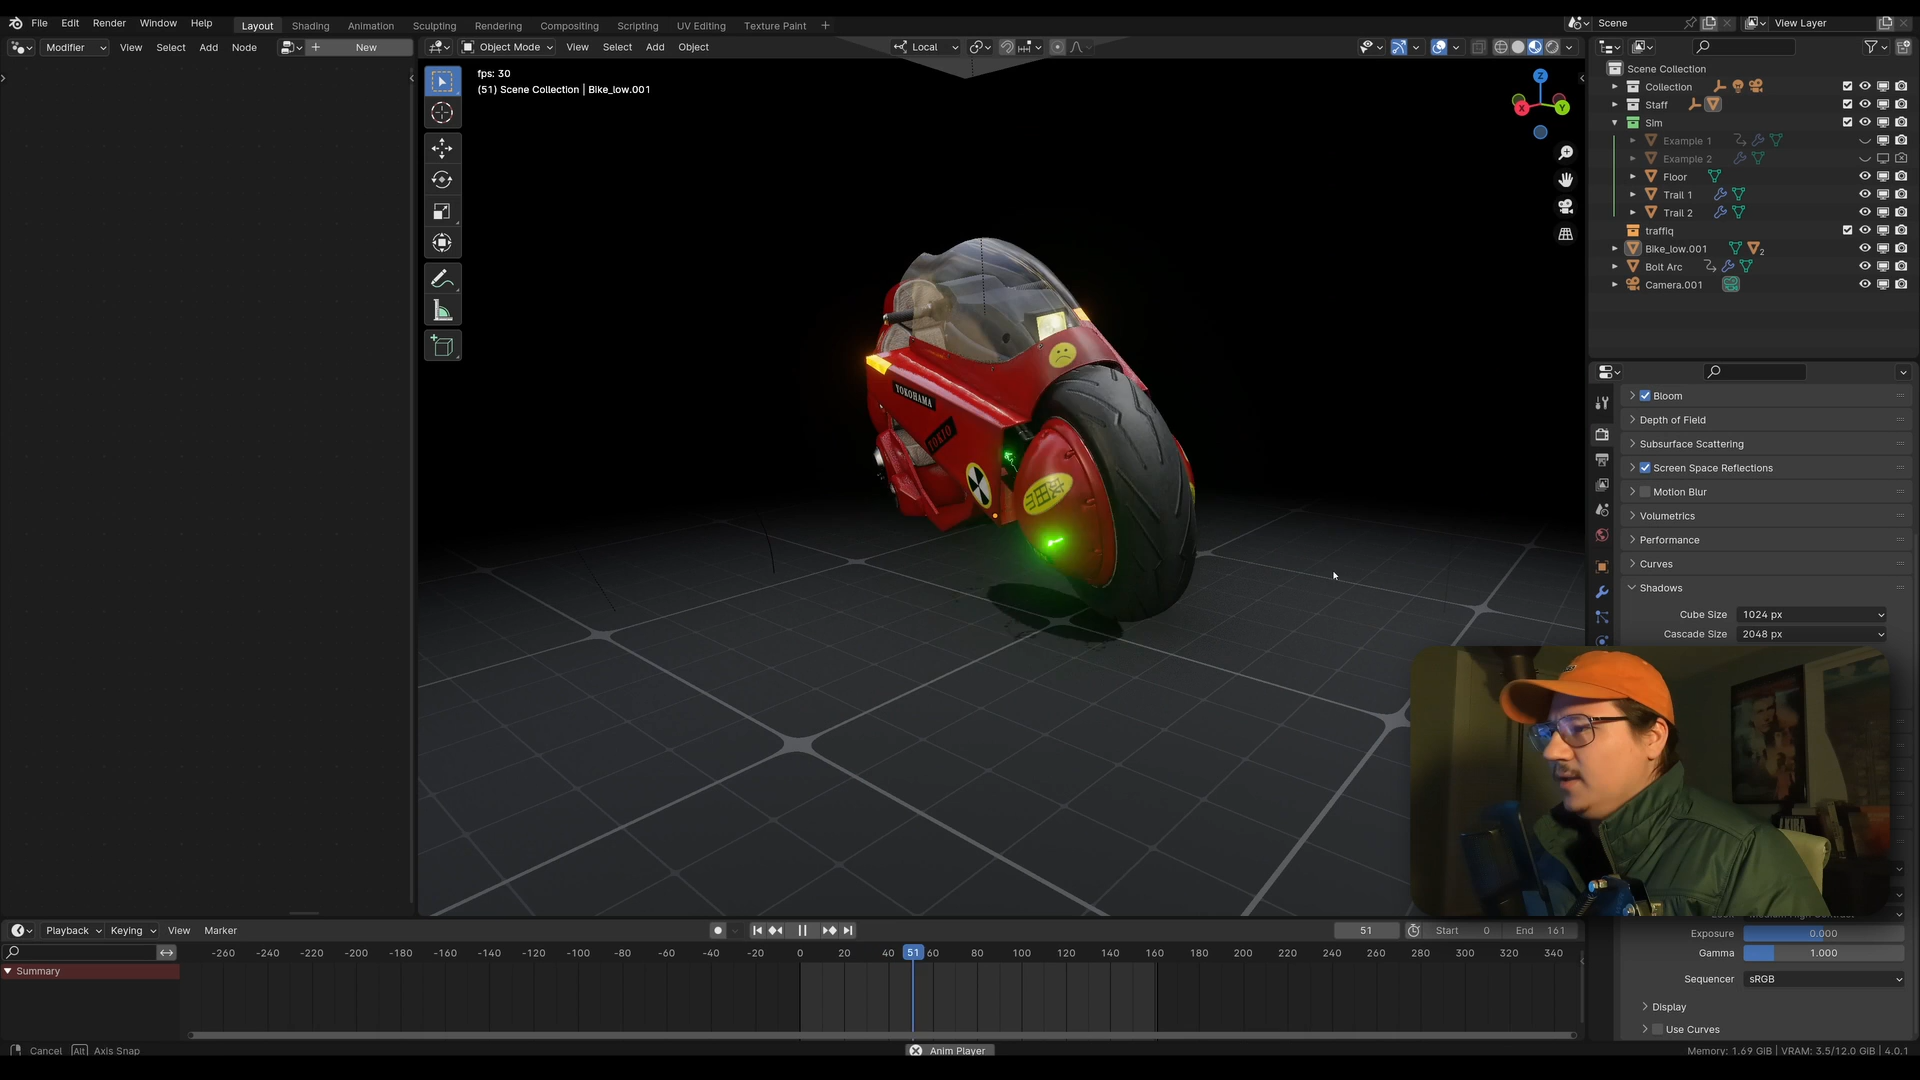 File Edit Render Window Help
Layout Shading Animation Sculpting Rendering Compositing Scripting UV Editing Texture Paint +
Scene
View Layer
Modifier View Select Add Node New
Object Mode View Select Add Object
Local
fps: 30
(51) Scene Collection | Bike_low.001
Z
X
Y
Scene Collection
Collection
Staff
Sim
Example 1
Example 2
Floor
Trail 1
Trail 2
traffiq
Bike_low.001 2
Bolt Arc
Camera.001
YOKOHAMA
TOKIO
Bloom
Depth of Field
Subsurface Scattering
Screen Space Reflections
Motion Blur
Volumetrics
Performance
Curves
Shadows
Cube Size 1024 px
Cascade Size 2048 px
Exposure 0.000
Gamma 1.000
Sequencer sRGB
Display
Use Curves
Playback Keying View Marker
51 Start 0 End 161
-260 -240 -220 -200 -180 -160 -140 -120 -100 -80 -60 -40 -20 0 20 40 51 60 80 100 120 140 160 180 200 220 240 260 280 300 320 340
Summary
Cancel Alt Axis Snap
Anim Player
Memory: 1.69 GiB | VRAM: 3.5/12.0 GiB | 4.0.1